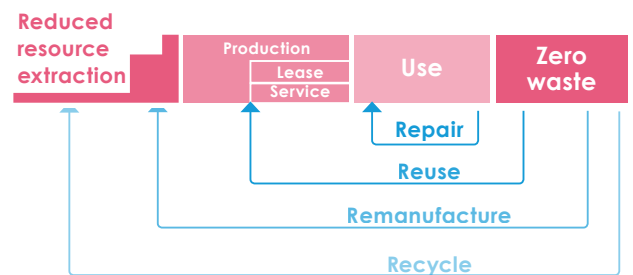 Reduced
resource
extraction
Production
Lease
Service
Use
Zero
waste
Repair
Reuse
Remanufacture
Recycle